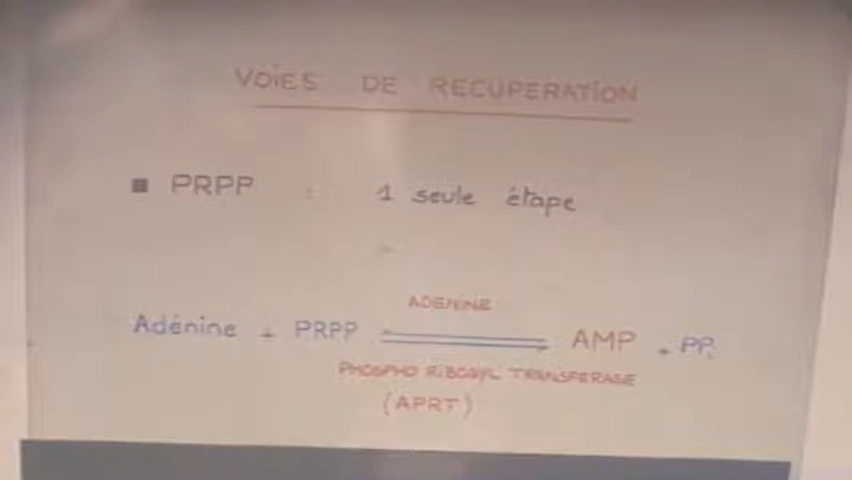 VOIES DE RECUPERATION
■ PRPP : 1 seule étape
ADENINE
Adénine + PRPP ⇌ AMP + PPi
PHOSPHO RIBOSYL TRANSFERASE
(APRT)